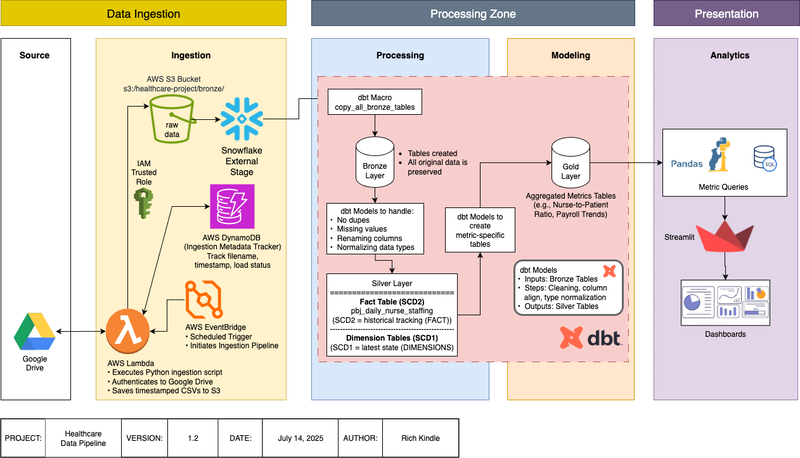 Data Ingestion
Processing Zone
Presentation
Source
Ingestion
Processing
Modeling
Analytics
AWS S3 Bucket
s3:/healthcare-project/bronze/
raw
data
Snowflake
External
Stage
IAM
Trusted
Role
AWS DynamoDB
(Ingestion Metadata Tracker)
Track filename,
timestamp, load status
AWS EventBridge
• Scheduled Trigger
• Initiates Ingestion Pipeline
Google
Drive
AWS Lambda
• Executes Python ingestion script
• Authenticates to Google Drive
• Saves timestamped CSVs to S3
dbt Macro
copy_all_bronze_tables
Bronze
Layer
• Tables created
• All original data is
preserved
dbt Models to handle:
• No dupes
• Missing values
• Renaming columns
• Normalizing data types
Silver Layer
==============================
Fact Table (SCD2)
pbj_daily_nurse_staffing
(SCD2 = historical tracking (FACT))
------------------------------------------
Dimension Tables (SCD1)
(SCD1 = latest state (DIMENSIONS)
dbt Models to
create
metric-specific
tables
Gold
Layer
Aggregated Metrics Tables
(e.g., Nurse-to-Patient
Ratio, Payroll Trends)
dbt Models
• Inputs: Bronze Tables
• Steps: Cleaning, column
align, type normalization
• Outputs: Silver Tables
dbt
Pandas
SQL
Metric Queries
Streamlit
Dashboards
PROJECT:
Healthcare
Data Pipeline
VERSION:
1.2
DATE:
July 14, 2025
AUTHOR:
Rich Kindle